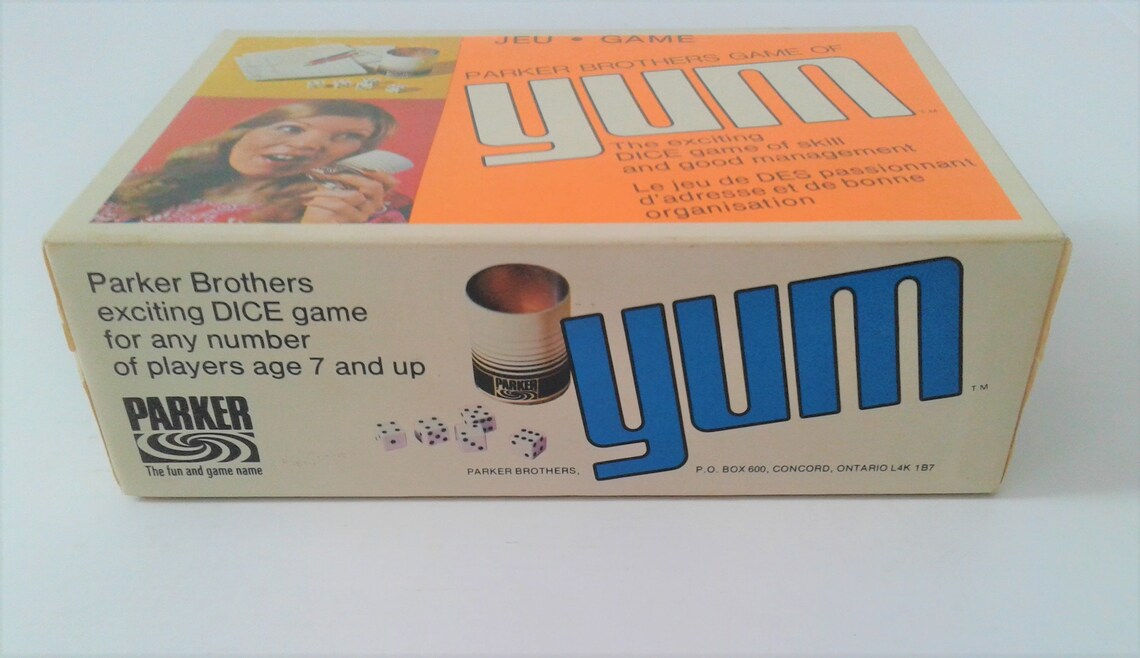 JEU • GAME
PARKER BROTHERS GAME OF
yum TM
The exciting
DICE game of skill
and good management
Le jeu de DES passionnant
d'adresse et de bonne
organisation
Parker Brothers
exciting DICE game
for any number
of players age 7 and up
PARKER
The fun and game name
PARKER
yum TM
PARKER BROTHERS, P.O. BOX 600, CONCORD, ONTARIO L4K 1B7